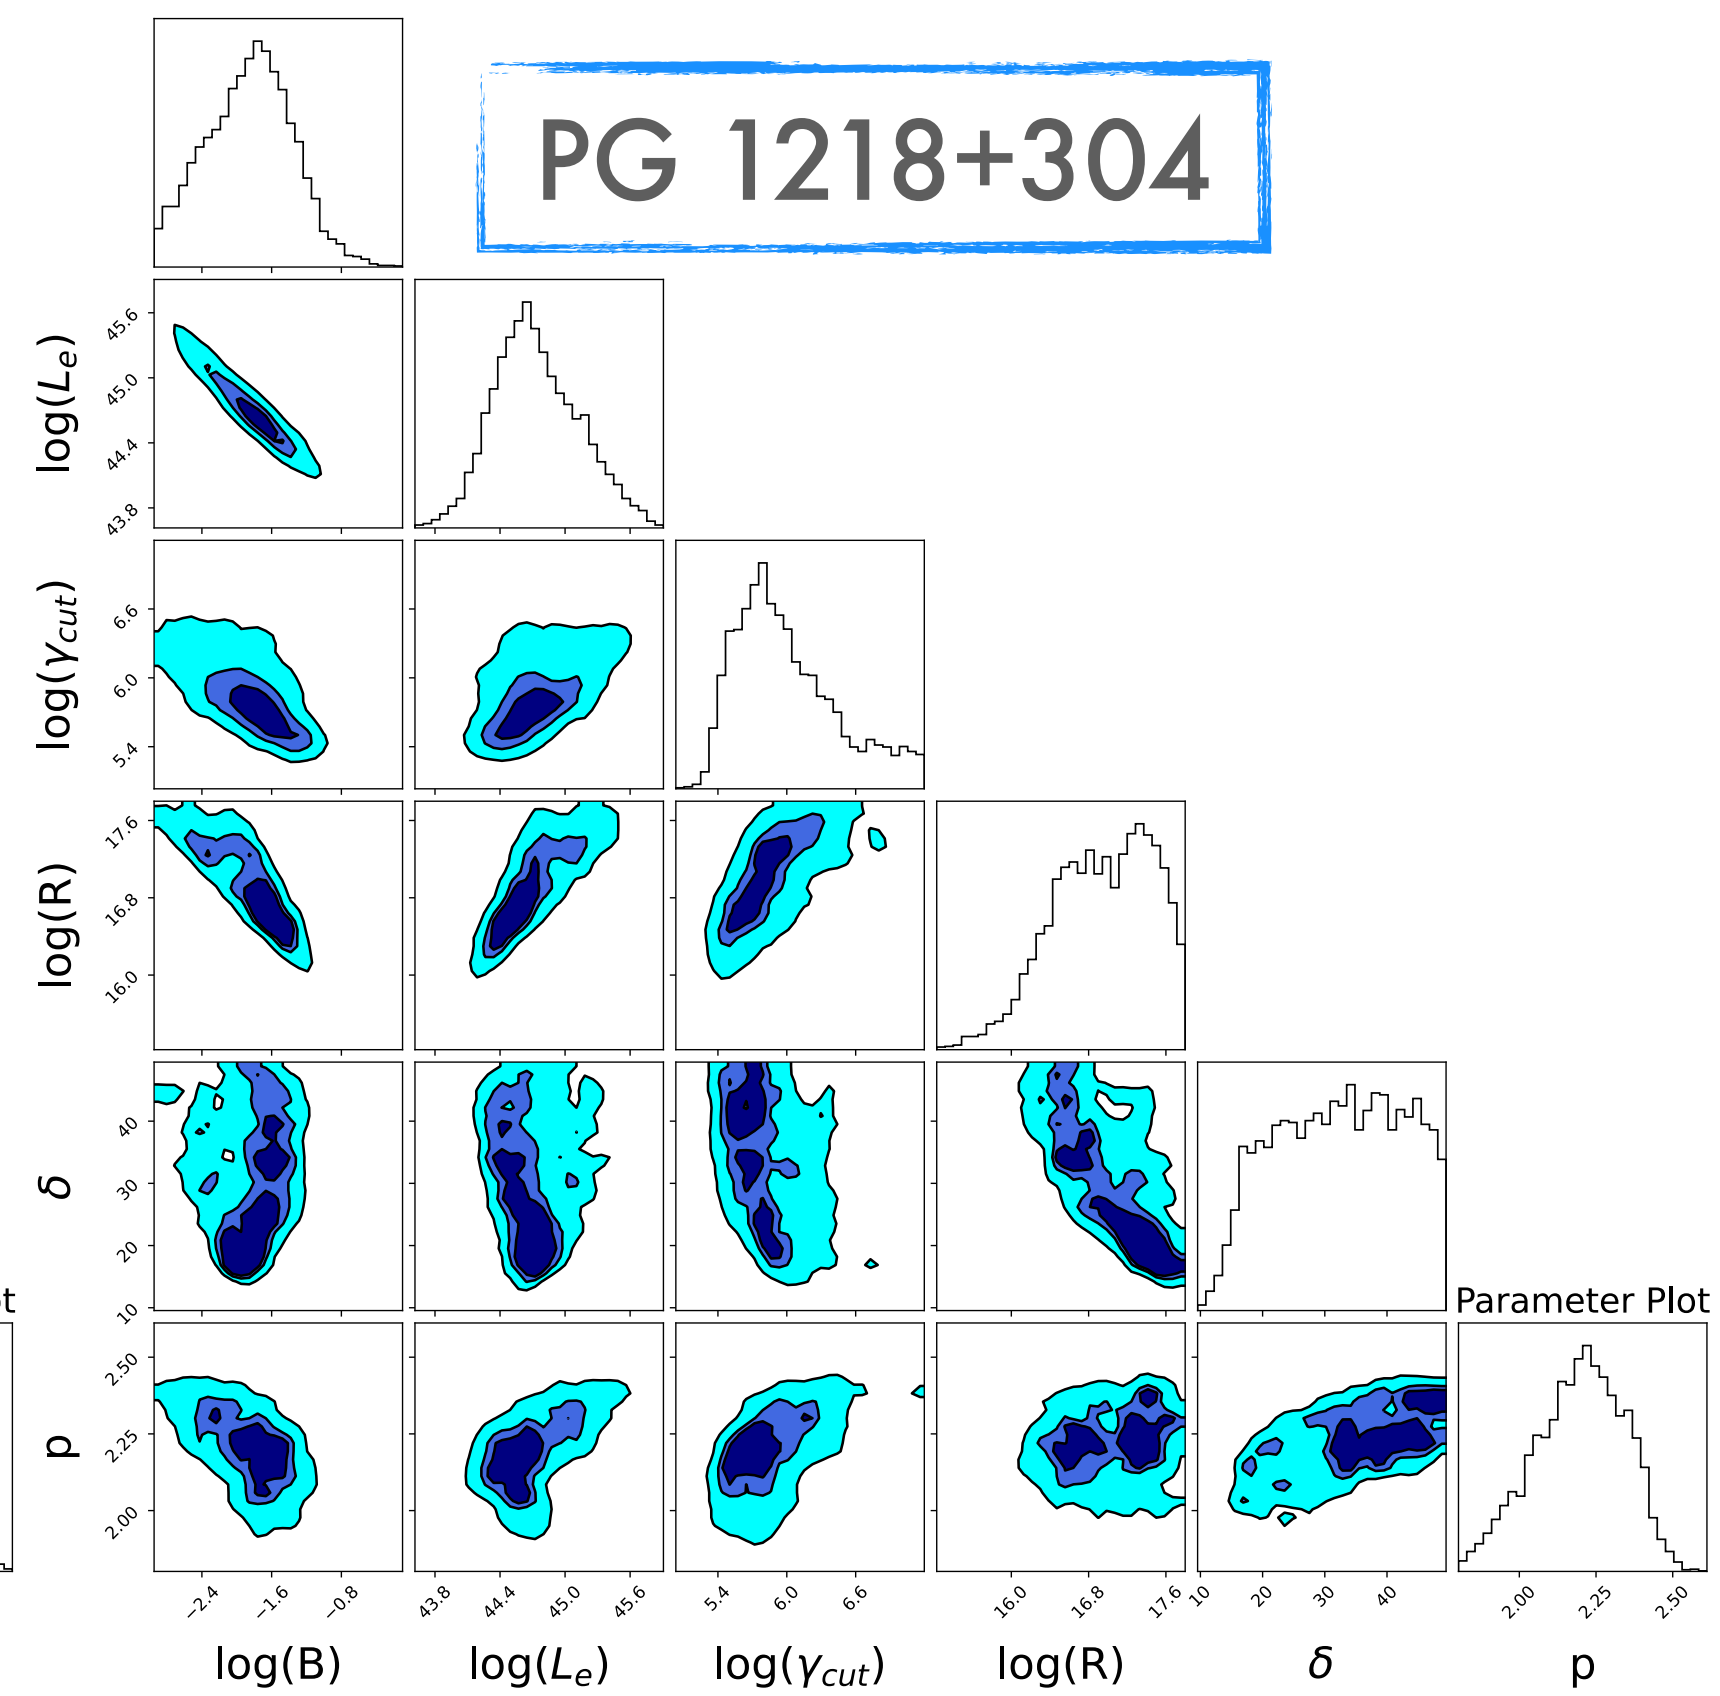 PG 1218+304
45.6
45.0
44.4
43.8
log(Lₑ)
6.6
6.0
5.4
log(γ_cut)
17.6
16.8
16.0
log(R)
40
30
20
10
δ
ot
Parameter Plot
2.50
2.25
2.00
p
−2.4 −1.6 −0.8 43.8 44.4 45.0 45.6 5.4 6.0 6.6 16.0 16.8 17.6 10 20 30 40 2.00 2.25 2.50
log(B) log(Lₑ) log(γ_cut) log(R) δ p